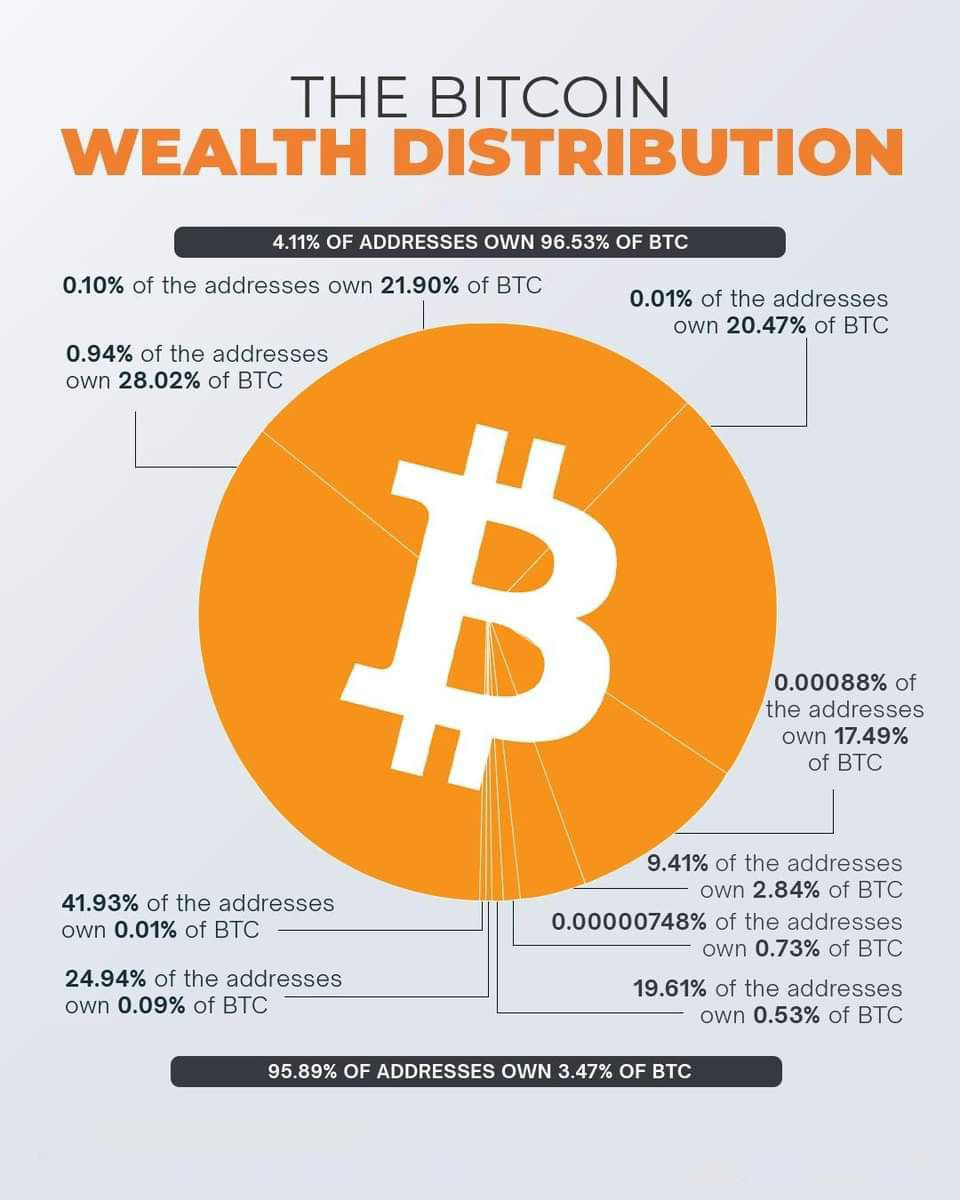 THE BITCOIN
WEALTH DISTRIBUTION
4.11% OF ADDRESSES OWN 96.53% OF BTC
0.10% of the addresses own 21.90% of BTC
0.01% of the addresses
own 20.47% of BTC
0.94% of the addresses
own 28.02% of BTC
0.00088% of
the addresses
own 17.49%
of BTC
9.41% of the addresses
own 2.84% of BTC
41.93% of the addresses
own 0.01% of BTC
0.00000748% of the addresses
own 0.73% of BTC
24.94% of the addresses
own 0.09% of BTC
19.61% of the addresses
own 0.53% of BTC
95.89% OF ADDRESSES OWN 3.47% OF BTC